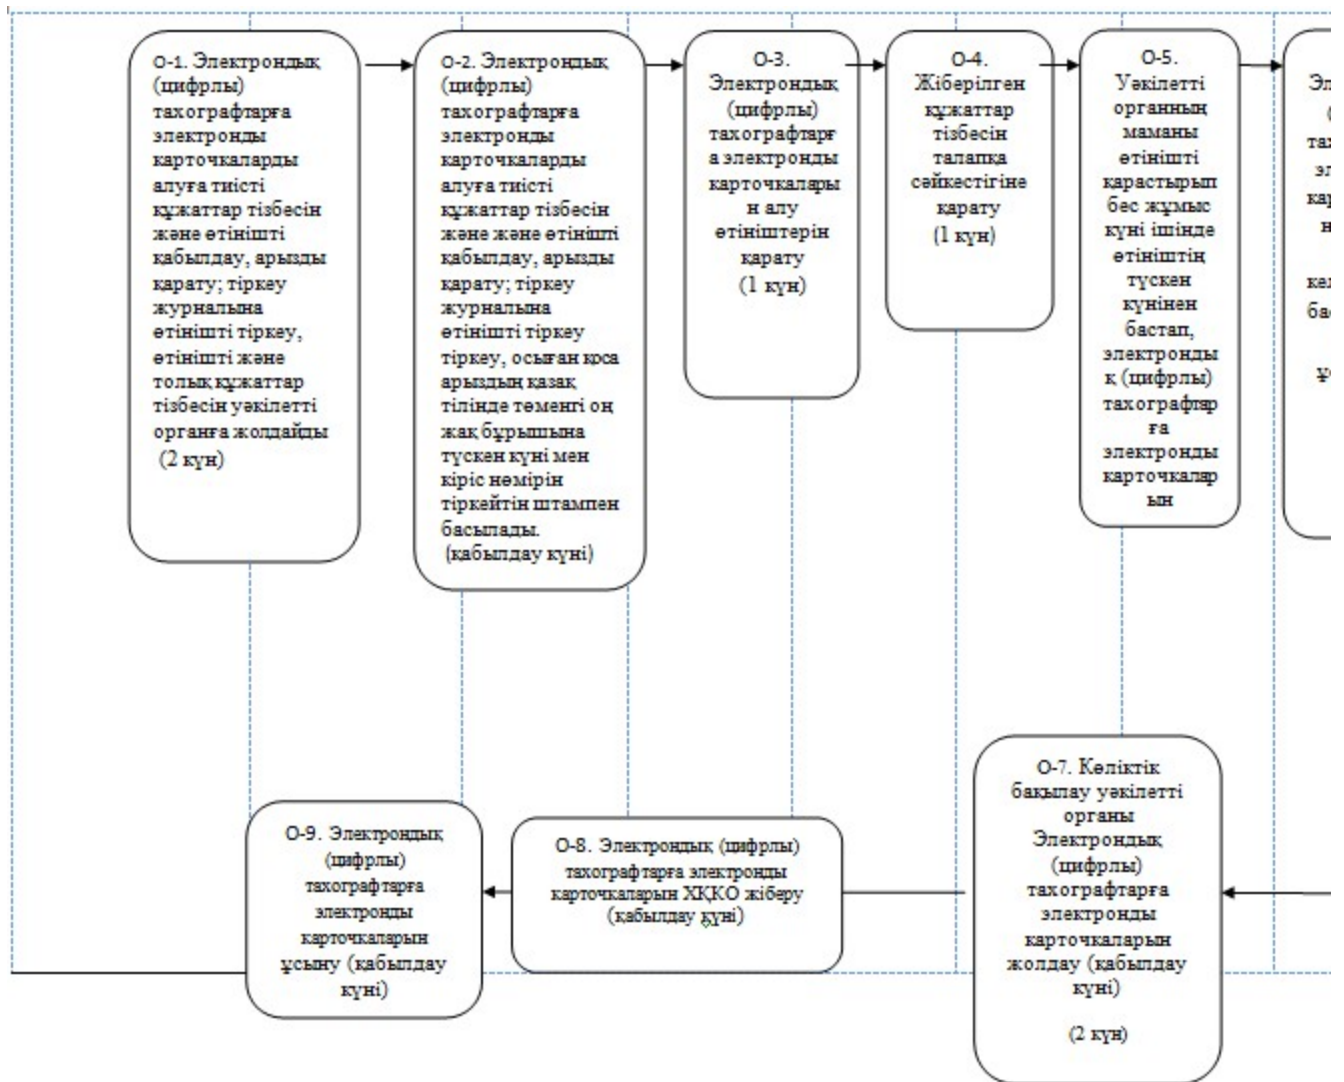 О-1. Электрондық
(цифрлы)
тахографтарға
электронды
карточкаларды
алуға тиісті
құжаттар тізбесін
және өтінішті
қабылдау, арызды
қарату; тіркеу
журналына
өтінішті тіркеу,
өтінішті және
толық құжаттар
тізбесін уәкілетті
органға жолдайды
(2 күн)
О-2. Электрондық
(цифрлы)
тахографтарға
электронды
карточкаларды
алуға тиісті
құжаттар тізбесін
және және өтінішті
қабылдау, арызды
қарату; тіркеу
журналына
өтінішті тіркеу
тіркеу, осыған қоса
арыздың қазақ
тілінде төменгі оң
жақ бұрышына
түскен күні мен
кіріс нөмірін
тіркейтін штампен
басылады.
(қабылдау күні)
О-3.
Электрондық
(цифрлы)
тахографтарғ
а электронды
карточкалары
н алу
өтініштерін
қарату
(1 күн)
О-4.
Жіберілген
құжаттар
тізбесін
талапқа
сәйкестігіне
қарату
(1 күн)
О-5.
Уәкілетті
органның
маманы
өтінішті
қарастырып
бес жұмыс
күні ішінде
өтініштің
түскен
күнінен
бастап,
электронды
қ (цифрлы)
тахографтар
ға
электронды
карточкалар
ын
О-7. Көліктік
бақылау уәкілетті
органы
Электрондық
(цифрлы)
тахографтарға
электронды
карточкаларын
жолдау (қабылдау
күні)
(2 күн)
О-8. Электрондық (цифрлы)
тахографтарға электронды
карточкаларын ХҚКО жіберу
(қабылдау күні)
О-9. Электрондық
(цифрлы)
тахографтарға
электронды
карточкаларын
ұсыну (қабылдау
күні)